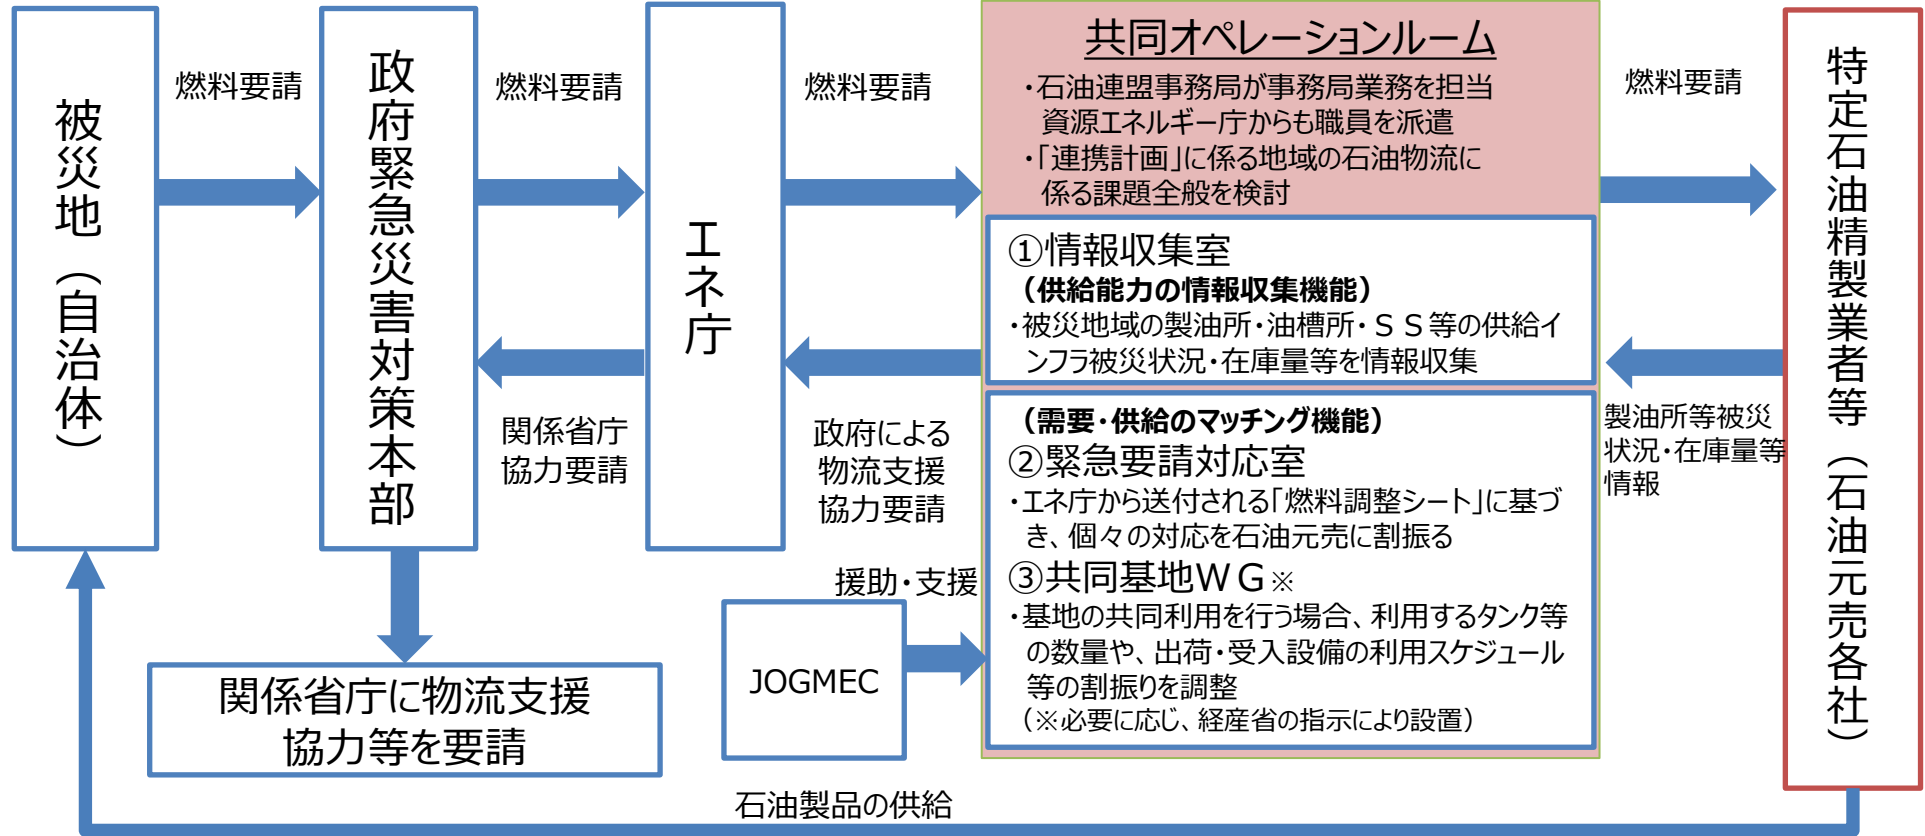 被災地（自治体）
燃料要請
政府緊急災害対策本部
燃料要請
関係省庁
協力要請
エネ庁
燃料要請
政府による
物流支援
協力要請
共同オペレーションルーム
・石油連盟事務局が事務局業務を担当
資源エネルギー庁からも職員を派遣
・「連携計画」に係る地域の石油物流に
係る課題全般を検討
①情報収集室
（供給能力の情報収集機能）
・被災地域の製油所・油槽所・ＳＳ等の供給イ
ンフラ被災状況・在庫量等を情報収集
（需要・供給のマッチング機能）
②緊急要請対応室
・エネ庁から送付される「燃料調整シート」に基づ
き、個々の対応を石油元売に割振る
③共同基地ＷＧ※
・基地の共同利用を行う場合、利用するタンク等
の数量や、出荷・受入設備の利用スケジュール
等の割振りを調整
（※必要に応じ、経産省の指示により設置）
燃料要請
製油所等被災
状況・在庫量等
情報
特定石油精製業者等（石油元売各社）
援助・支援
JOGMEC
関係省庁に物流支援
協力等を要請
石油製品の供給